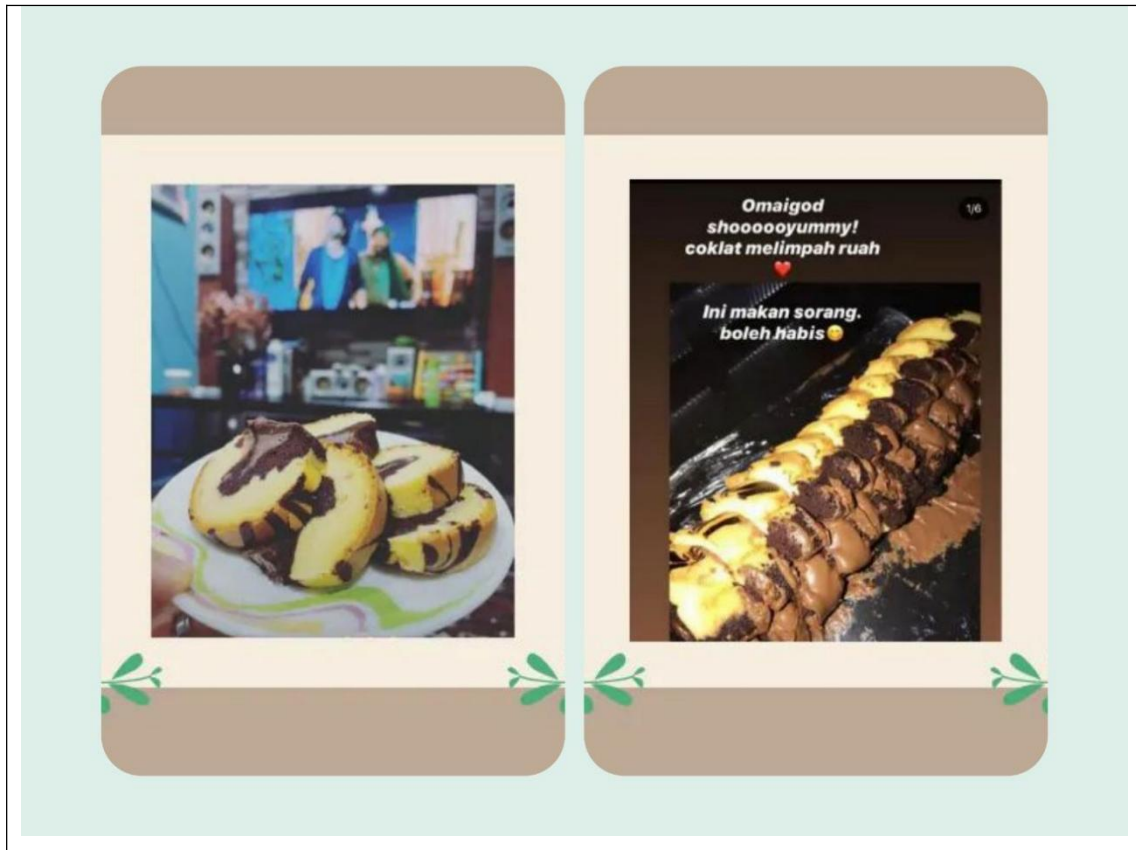 Omaigod
shoooooyummy!
coklat melimpah ruah
❤️
1/6
Ini makan sorang.
boleh habis😋